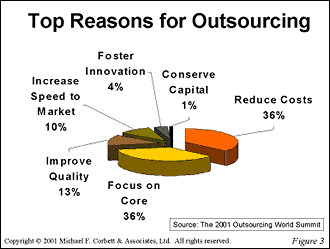 Top Reasons for Outsourcing
Foster
Innovation
4%
Conserve
Capital
1%
Increase
Speed to
Market
10%
Reduce Costs
36%
Improve
Quality
13%
Focus on
Core
36%
Source: The 2001 Outsourcing World Summit
Copyright © 2001 Michael F. Corbett & Associates, Ltd. All rights reserved.
Figure 3